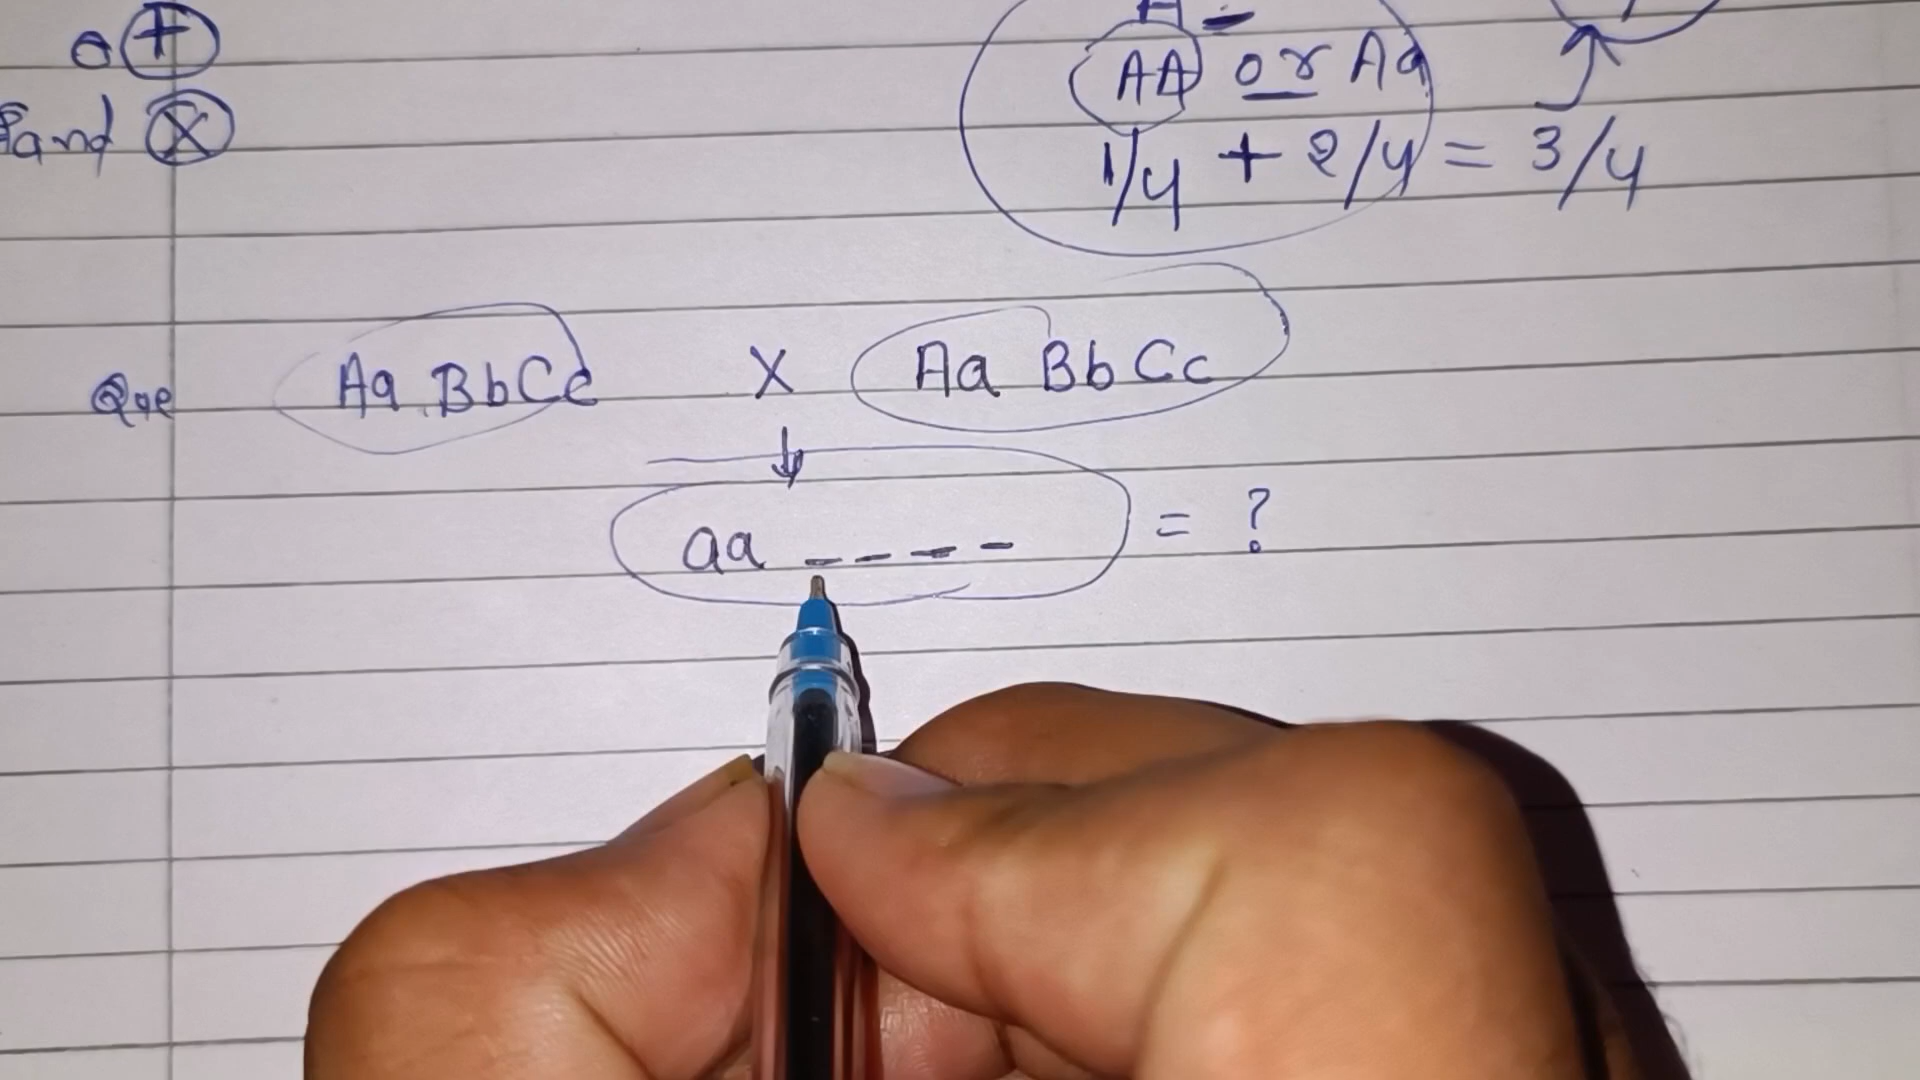 o +
and X
AA or Aa
1/4 + 2/4 = 3/4
Que AaBbCc X AaBbCc
↓
aa _ _ _ _ = ?